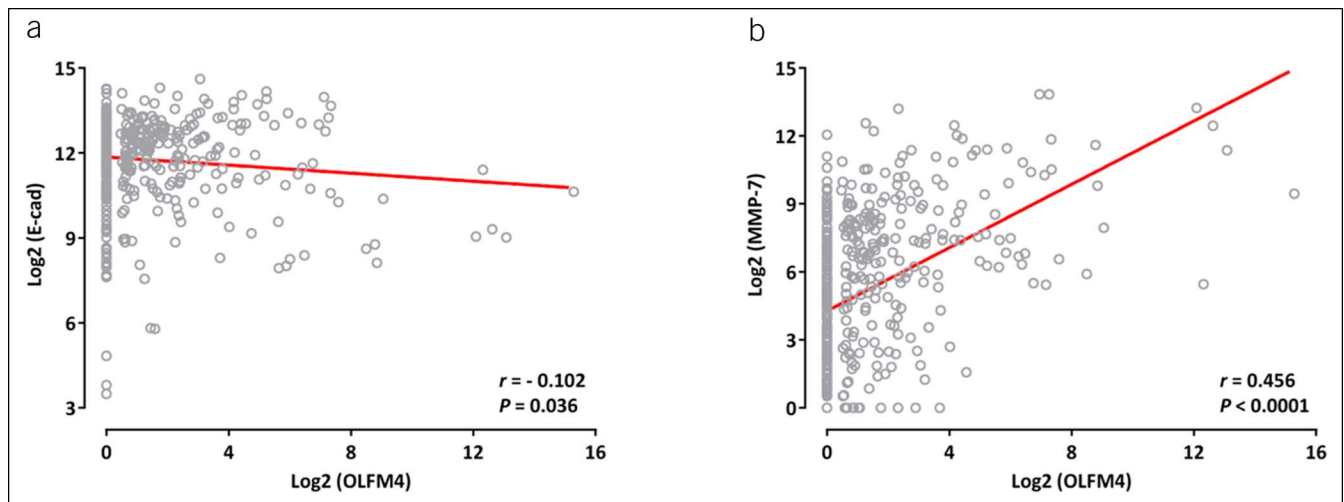 a
15
12
9
6
3
Log2 (E-cad)
r = - 0.102
P = 0.036
0 4 8 12 16
Log2 (OLFM4)
b
15
12
9
6
3
0
Log2 (MMP-7)
r = 0.456
P < 0.0001
0 4 8 12 16
Log2 (OLFM4)